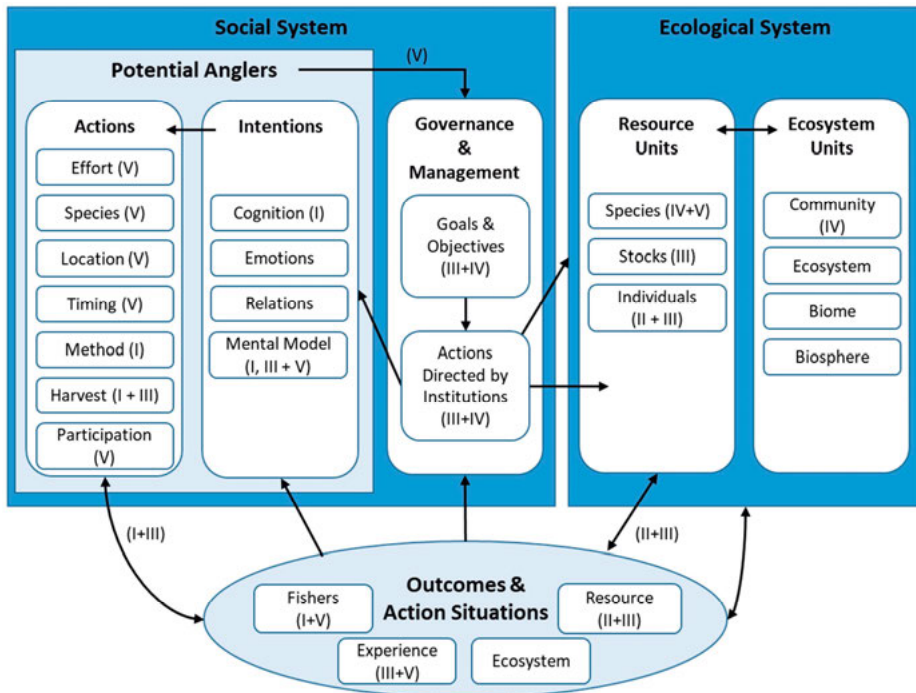 Social System
Ecological System
Potential Anglers
(V)
Actions
Effort (V)
Species (V)
Location (V)
Timing (V)
Method (I)
Harvest (I + III)
Participation
(V)
Intentions
Cognition (I)
Emotions
Relations
Mental Model
(I, III + V)
Governance
&
Management
Goals &
Objectives
(III+IV)
Actions
Directed by
Institutions
(III+IV)
Resource
Units
Species (IV+V)
Stocks (III)
Individuals
(II + III)
Ecosystem
Units
Community
(IV)
Ecosystem
Biome
Biosphere
(I+III)
(II+III)
Outcomes &
Action Situations
Fishers
(I+V)
Resource
(II+III)
Experience
(III+V)
Ecosystem